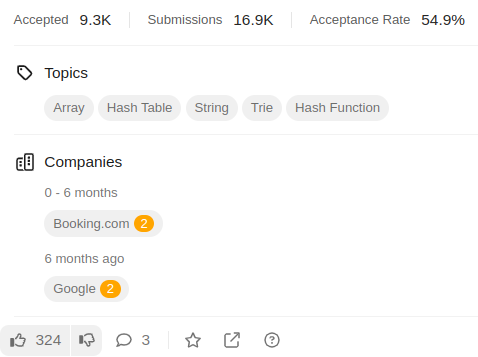 Accepted 9.3K Submissions 16.9K Acceptance Rate 54.9%
Topics
Array Hash Table String Trie Hash Function
Companies
0 - 6 months
Booking.com 2
6 months ago
Google 2
324 3